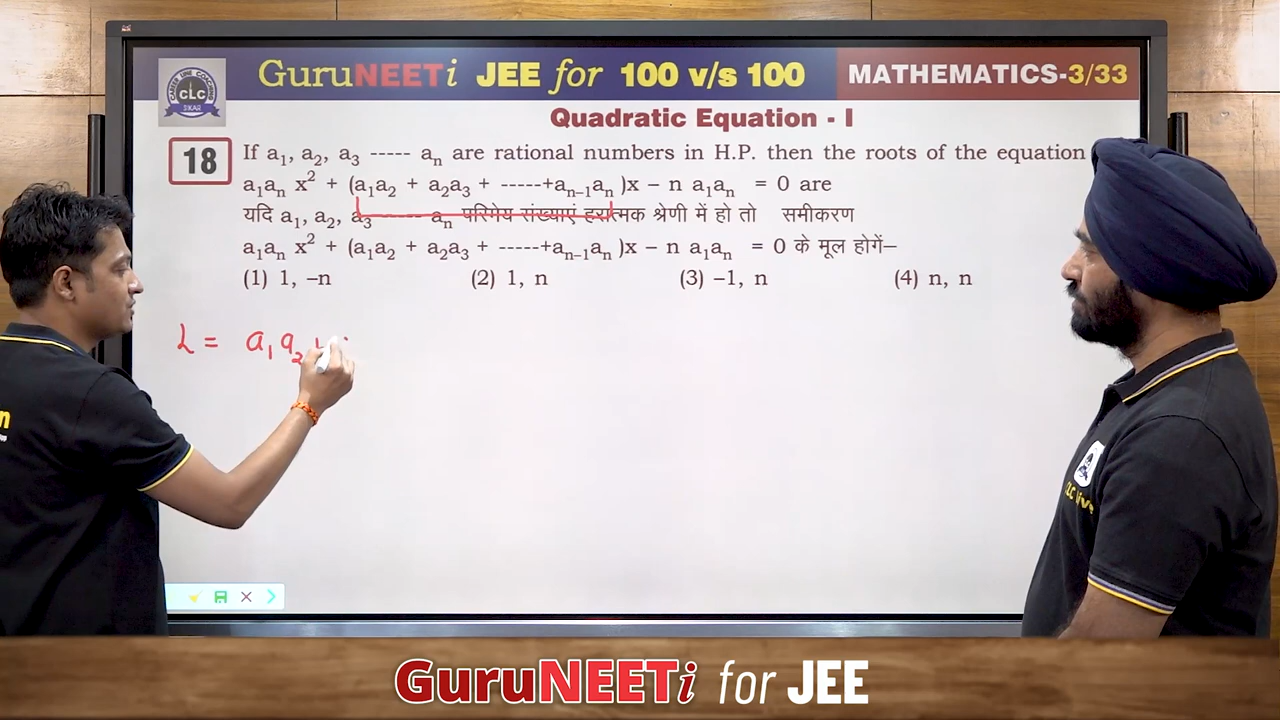 GuruNEETi JEE for 100 v/s 100 MATHEMATICS-3/33
CLC
SIKAR
Quadratic Equation - I
18 If a₁, a₂, a₃ ----- aₙ are rational numbers in H.P. then the roots of the equation
a₁aₙ x² + (a₁a₂ + a₂a₃ + -----+aₙ₋₁aₙ )x – n a₁aₙ = 0 are
यदि a₁, a₂, a₃ ----- aₙ परिमेय संख्याएं हरात्मक श्रेणी में हो तो समीकरण
a₁aₙ x² + (a₁a₂ + a₂a₃ + -----+aₙ₋₁aₙ )x – n a₁aₙ = 0 के मूल होगें–
(1) 1, –n (2) 1, n (3) –1, n (4) n, n
λ = a₁a₂ +
CLC
GuruNEETi for JEE